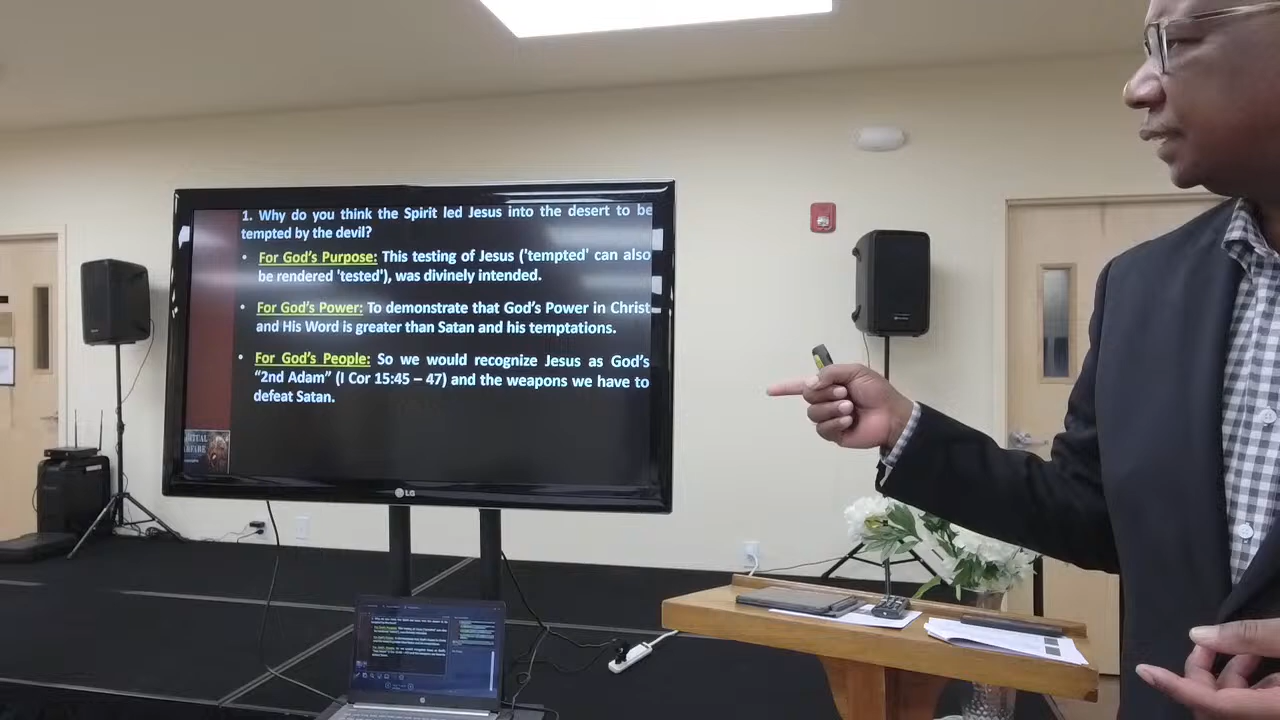 1. Why do you think the Spirit led Jesus into the desert to be
tempted by the devil?
• For God's Purpose: This testing of Jesus ('tempted' can also
be rendered 'tested'), was divinely intended.
• For God's Power: To demonstrate that God's Power in Christ
and His Word is greater than Satan and his temptations.
• For God's People: So we would recognize Jesus as God's
“2nd Adam” (I Cor 15:45 – 47) and the weapons we have to
defeat Satan.
LG